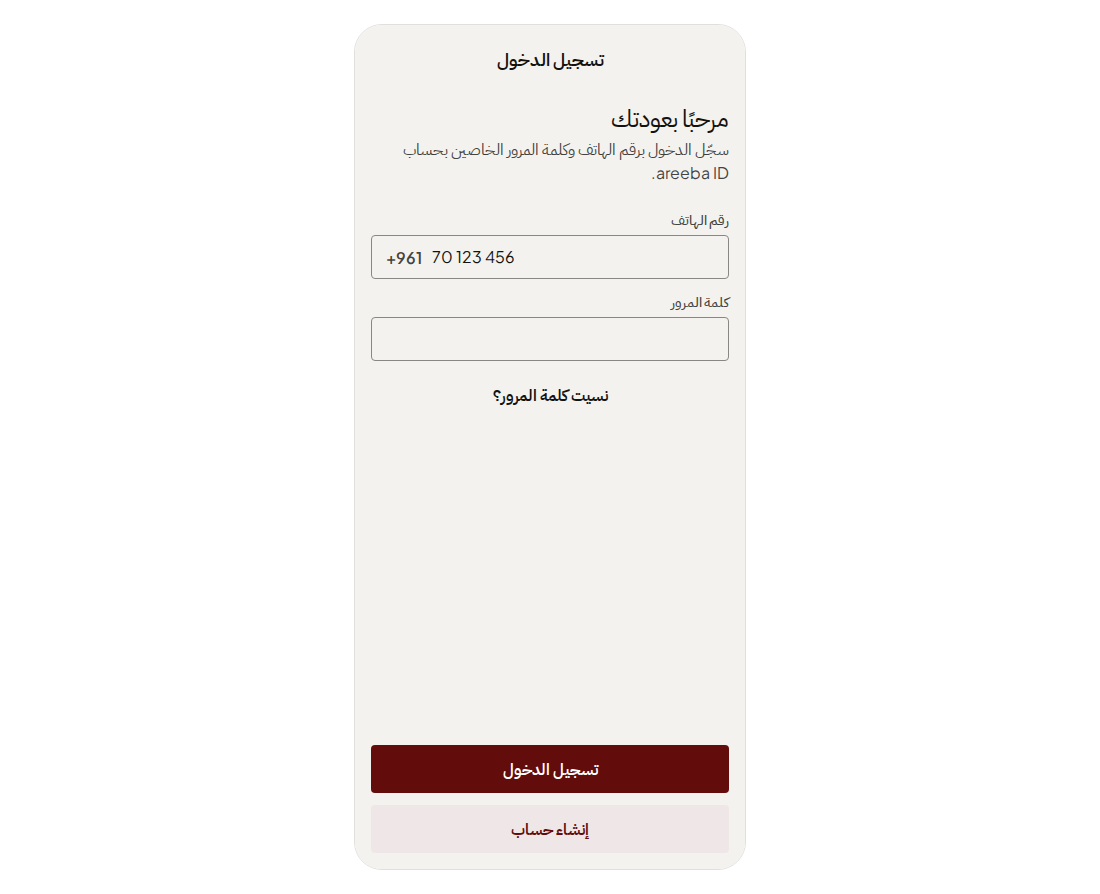 تسجيل الدخول
مرحبًا بعودتك
سجّل الدخول برقم الهاتف وكلمة المرور الخاصين بحساب
areeba ID.
رقم الهاتف
+961 70 123 456
كلمة المرور
نسيت كلمة المرور؟
تسجيل الدخول
إنشاء حساب